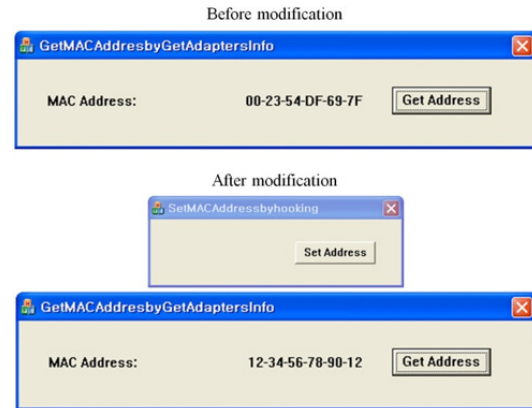 Before modification
GetMACAddresbyGetAdaptersInfo
MAC Address: 00-23-54-DF-69-7F Get Address
After modification
SetMACAddressbyhooking
Set Address
GetMACAddresbyGetAdaptersInfo
MAC Address: 12-34-56-78-90-12 Get Address